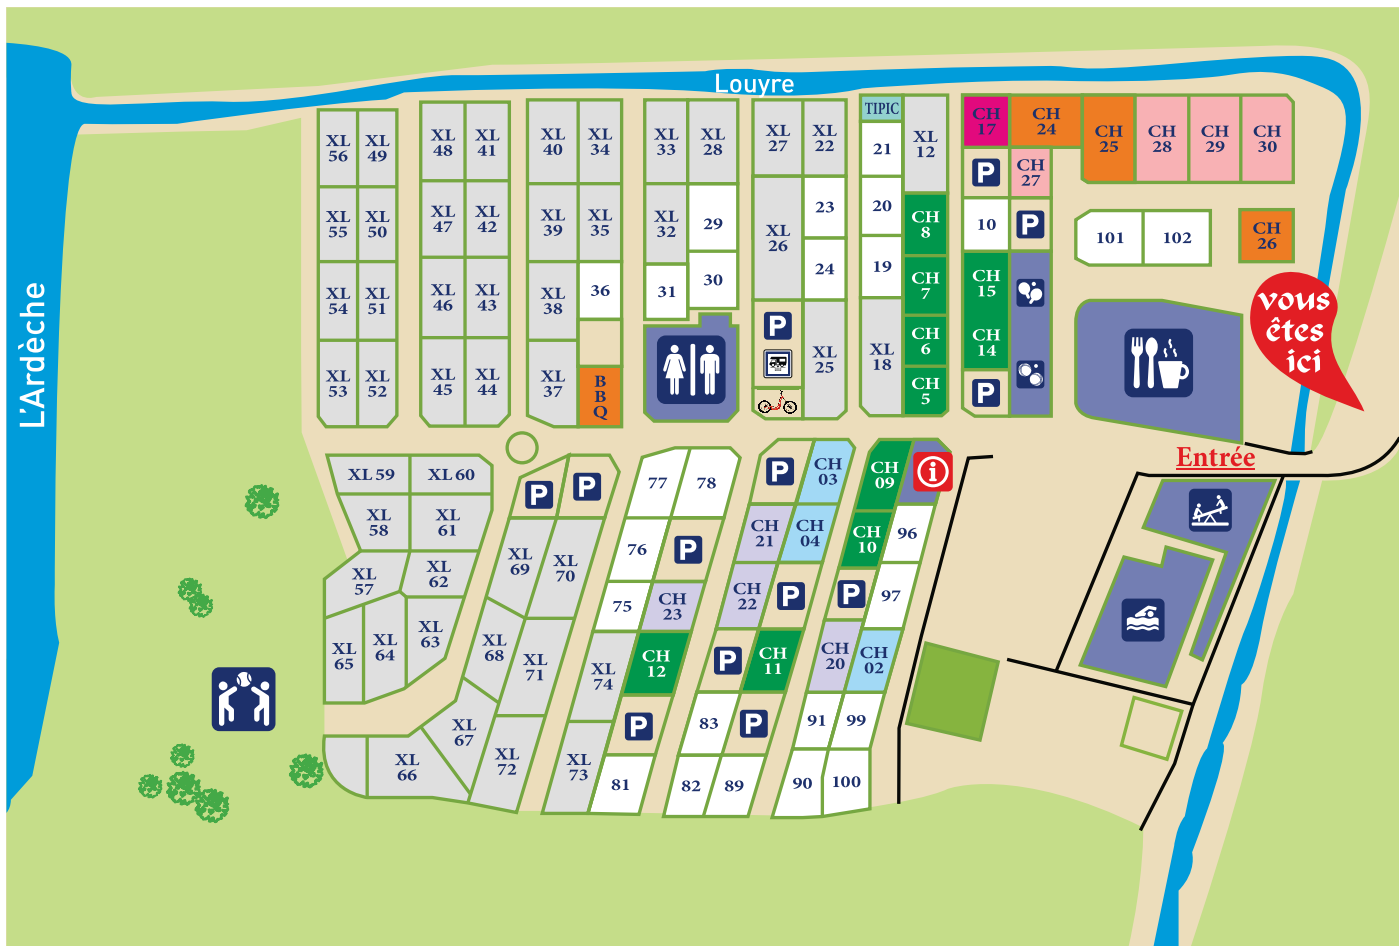 Louyre
L'Ardèche
XL
56
XL
49
XL
55
XL
50
XL
54
XL
51
XL
53
XL
52
XL
48
XL
41
XL
47
XL
42
XL
46
XL
43
XL
45
XL
44
XL
40
XL
34
XL
39
XL
35
XL
38
36
XL
37
B
B
Q
XL
33
XL
28
XL
32
29
31
30
XL
27
XL
22
XL
26
23
24
P
XL
25
TIPIC
21
XL
12
20
CH
8
19
CH
7
XL
18
CH
6
CH
5
CH
17
CH
24
CH
25
CH
28
CH
29
CH
30
P
CH
27
10
P
101
102
CH
26
CH
15
CH
14
P
vous
êtes
ici
Entrée
XL 59
XL 60
XL
58
XL
61
XL
57
XL
62
XL
65
XL
64
XL
63
XL
66
XL
67
P
P
XL
69
XL
70
XL
68
XL
71
XL
72
77
78
76
P
75
CH
23
XL
74
CH
12
P
XL
73
81
P
CH
03
CH
21
CH
04
CH
22
P
P
CH
11
83
P
82
89
CH
09
i
CH
10
96
P
97
CH
20
CH
02
91
99
90
100